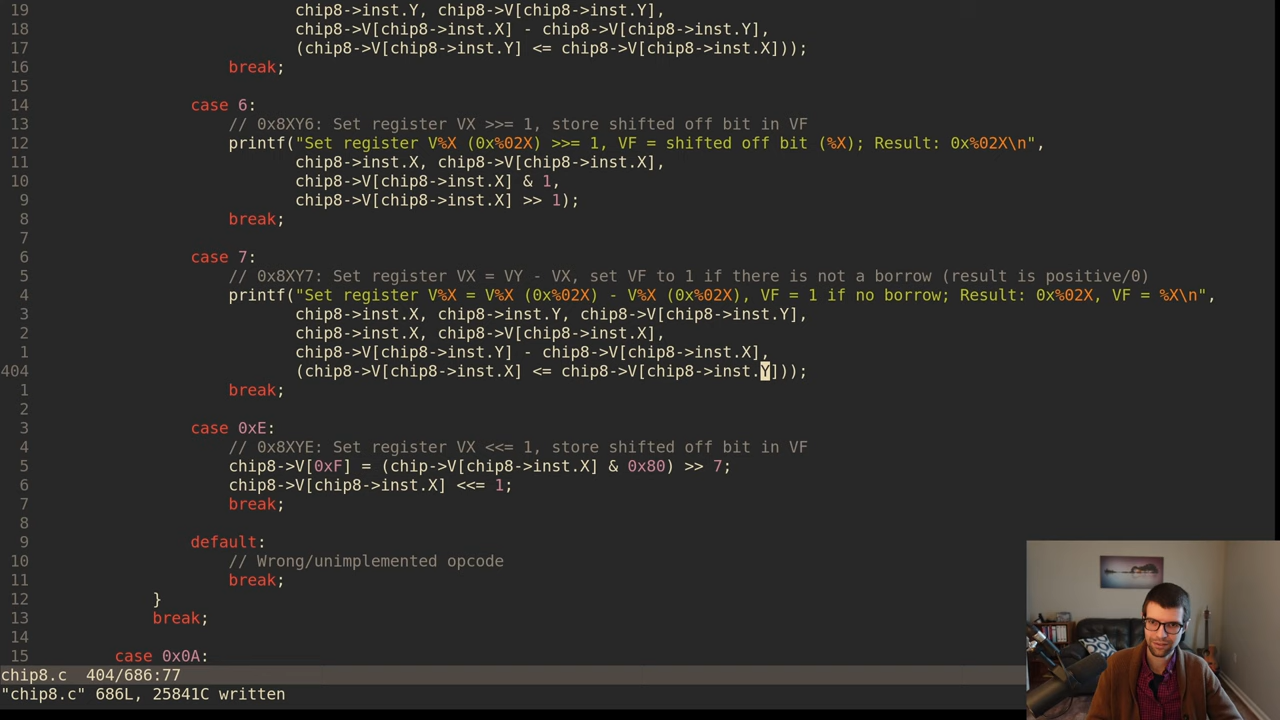 19 chip8->inst.Y, chip8->V[chip8->inst.Y],
18 chip8->V[chip8->inst.X] - chip8->V[chip8->inst.Y],
17 (chip8->V[chip8->inst.Y] <= chip8->V[chip8->inst.X]));
16 break;
15
14 case 6:
13 // 0x8XY6: Set register VX >>= 1, store shifted off bit in VF
12 printf("Set register V%X (0x%02X) >>= 1, VF = shifted off bit (%X); Result: 0x%02X\n",
11 chip8->inst.X, chip8->V[chip8->inst.X],
10 chip8->V[chip8->inst.X] & 1,
9 chip8->V[chip8->inst.X] >> 1);
8 break;
7
6 case 7:
5 // 0x8XY7: Set register VX = VY - VX, set VF to 1 if there is not a borrow (result is positive/0)
4 printf("Set register V%X = V%X (0x%02X) - V%X (0x%02X), VF = 1 if no borrow; Result: 0x%02X, VF = %X\n",
3 chip8->inst.X, chip8->inst.Y, chip8->V[chip8->inst.Y],
2 chip8->inst.X, chip8->V[chip8->inst.X],
1 chip8->V[chip8->inst.Y] - chip8->V[chip8->inst.X],
404 (chip8->V[chip8->inst.X] <= chip8->V[chip8->inst.Y]));
1 break;
2
3 case 0xE:
4 // 0x8XYE: Set register VX <<= 1, store shifted off bit in VF
5 chip8->V[0xF] = (chip->V[chip8->inst.X] & 0x80) >> 7;
6 chip8->V[chip8->inst.X] <<= 1;
7 break;
8
9 default:
10 // Wrong/unimplemented opcode
11 break;
12 }
13 break;
14
15 case 0x0A:
chip8.c 404/686:77
"chip8.c" 686L, 25841C written